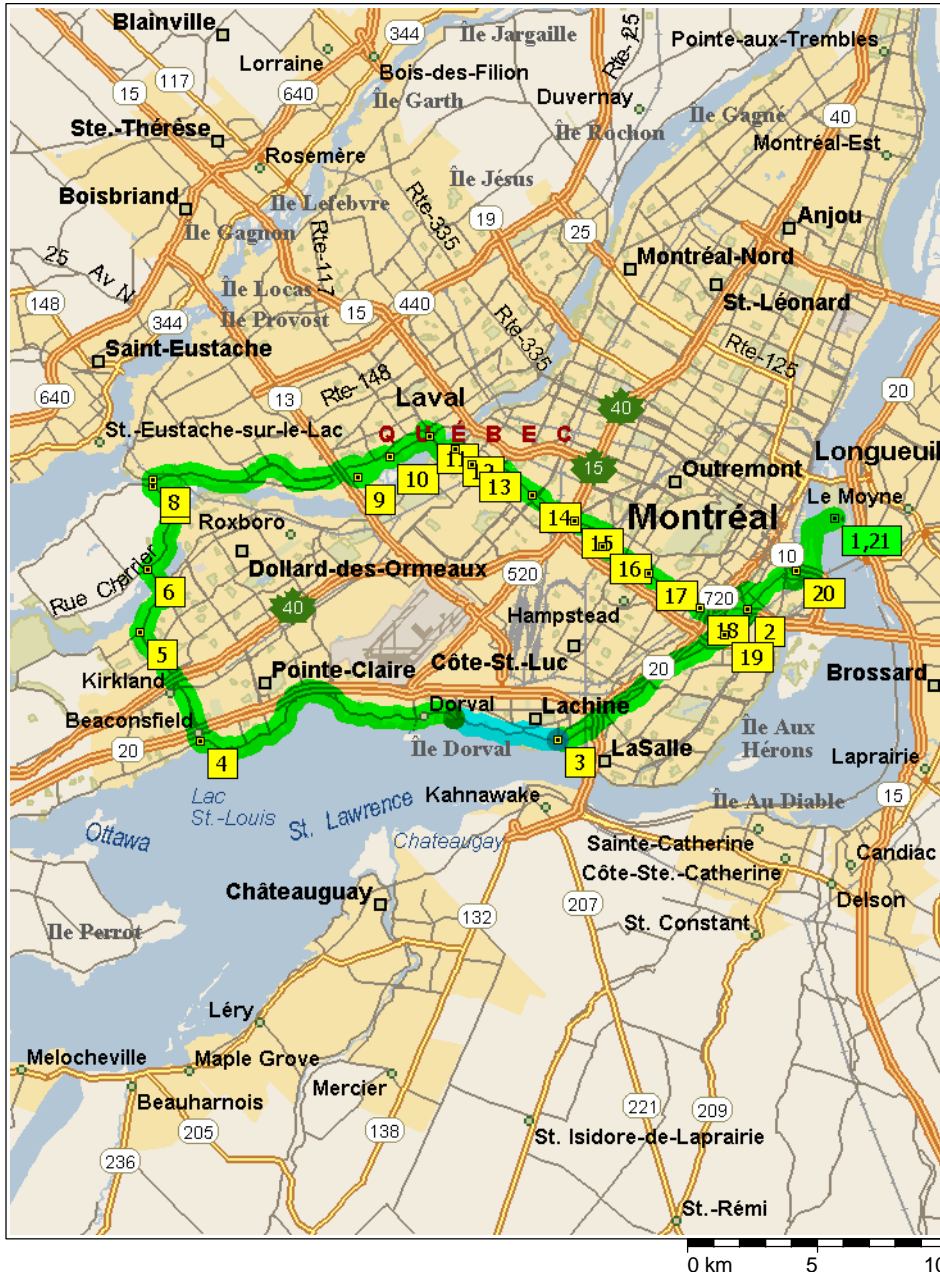 Blainville
344
Île Jargaille
Rte-125
Pointe-aux-Trembles
Lorraine
Bois-des-Filion
117
15
640
Île Garth
Duvernay
Île Gagné
40
Ste.-Thérèse
Île Rochon
Montréal-Est
Rosemère
Île Jésus
Boisbriand
Île Lefebvre
Rte-335
19
Anjou
Île Gagnon
Rte-117
25
Montréal-Nord
25 Av N
Île Locas
440
St.-Léonard
148
344
Île Provost
15
Rte-335
Rte-125
Saint-Eustache
640
13
Rte-148
Laval
40
20
St.-Eustache-sur-le-Lac
QUÉBEC
15
Longueuil
11
10
13
Outremont
8
9
Le Moyne
Roxboro
14
Montréal
1,21
Rue Cherrier
15
10
Dollard-des-Ormeaux
520
16
6
40
Hampstead
17
720
20
18
2
5
Côte-St.-Luc
19
Kirkland
Pointe-Claire
20
Brossard
Beaconsfield
Dorval
Lachine
20
Île Dorval
Île Aux
Hérons
4
3
LaSalle
Laprairie
Lac
St.-Louis
St. Lawrence
Kahnawake
Île Au Diable
15
Ottawa
Chateaugay
Sainte-Catherine
Candiac
Côte-Ste.-Catherine
Châteauguay
Delson
132
207
St. Constant
Île Perrot
Léry
Melocheville
Maple Grove
Mercier
Beauharnois
221
209
205
138
St. Isidore-de-Laprairie
236
St.-Rémi
0 km
5